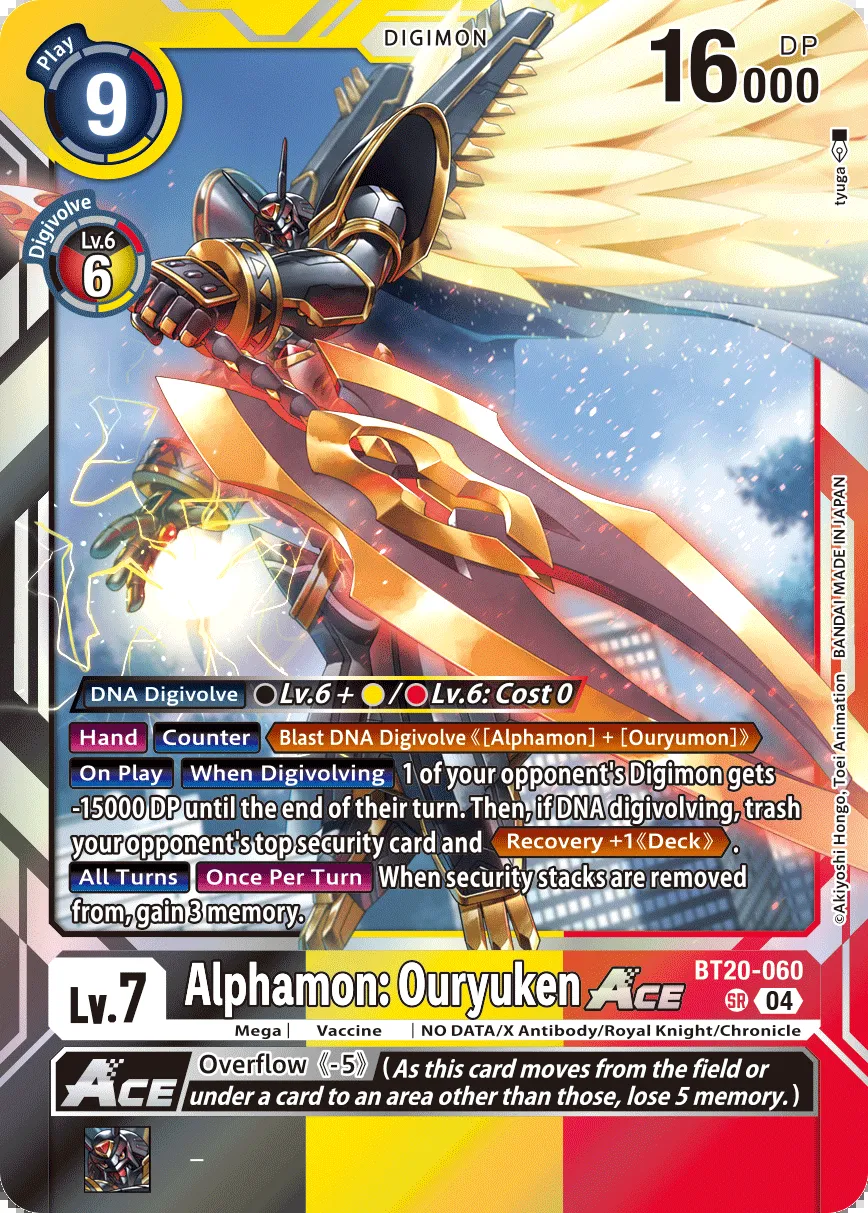 DIGIMON
Play
9
16000 DP
tyuga
Digivolve
Lv.6
6
DNA Digivolve Lv.6 + / Lv.6: Cost 0
Hand Counter Blast DNA Digivolve《[Alphamon] + [Ouryumon]》
On Play When Digivolving 1 of your opponent's Digimon gets
-15000 DP until the end of their turn. Then, if DNA digivolving, trash
your opponent's top security card and Recovery +1《Deck》.
All Turns Once Per Turn When security stacks are removed
from, gain 3 memory.
©Akiyoshi Hongo, Toei Animation BANDAI MADE IN JAPAN
Lv.7
Alphamon: Ouryuken ACE
BT20-060
SR 04
Mega | Vaccine | NO DATA/X Antibody/Royal Knight/Chronicle
ACE Overflow《-5》(As this card moves from the field or
under a card to an area other than those, lose 5 memory.)
–